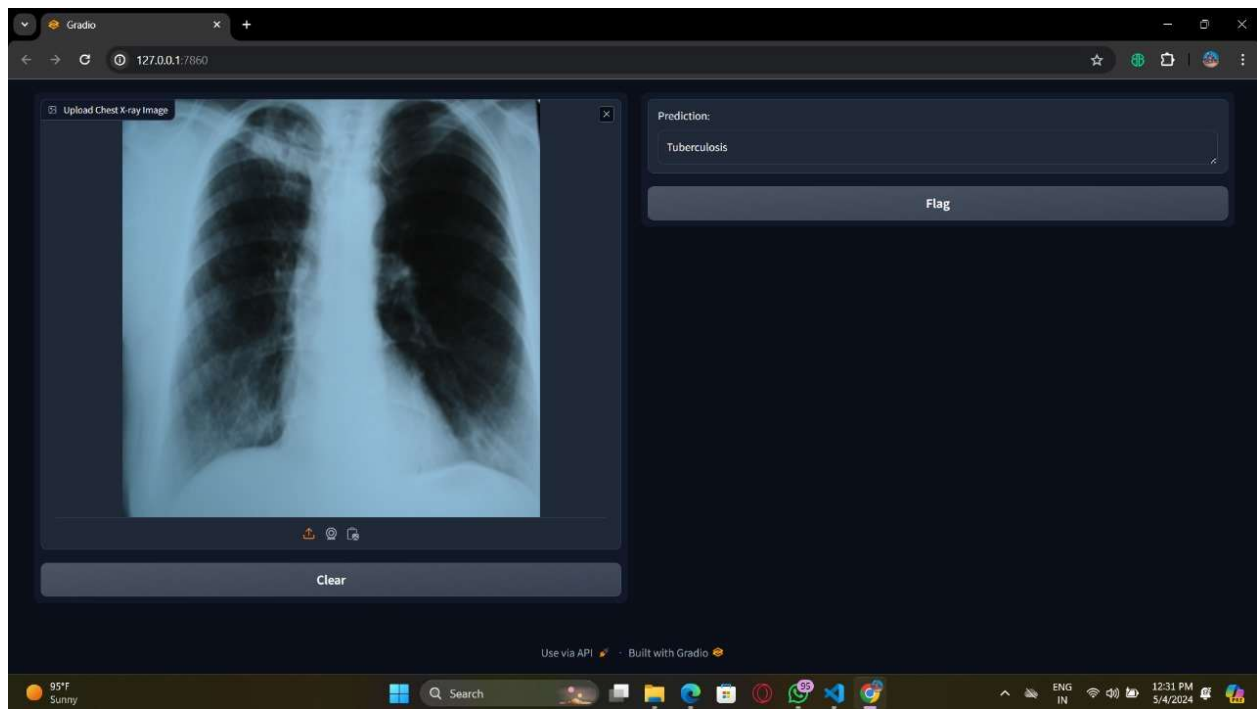 Gradio
127.0.0.1:7860
Upload Chest X-ray Image
Clear
Prediction:
Tuberculosis
Flag
Use via API · Built with Gradio
95°F
Sunny
Search
95
ENG
IN
12:31 PM
5/4/2024